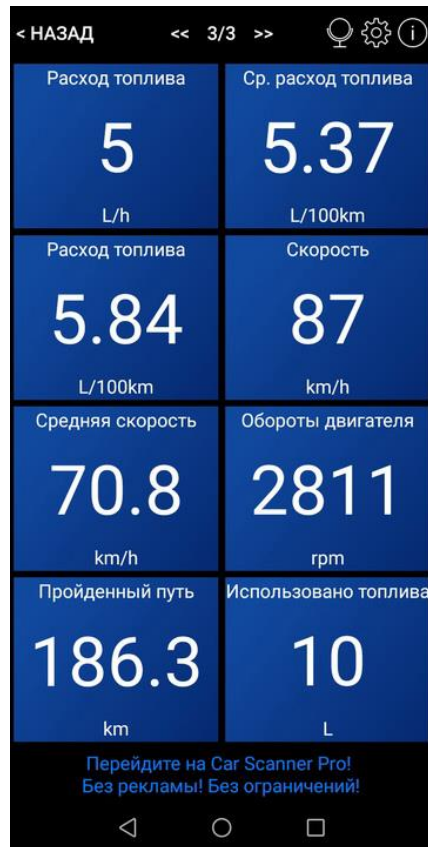 < НАЗАД << 3/3 >>
Расход топлива
5
L/h
Ср. расход топлива
5.37
L/100km
Расход топлива
5.84
L/100km
Скорость
87
km/h
Средняя скорость
70.8
km/h
Обороты двигателя
2811
rpm
Пройденный путь
186.3
km
Использовано топлива
10
L
Перейдите на Car Scanner Pro!
Без рекламы! Без ограничений!